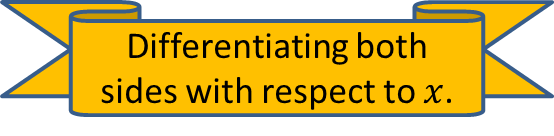 Differentiating both
sides with respect to 𝑥.